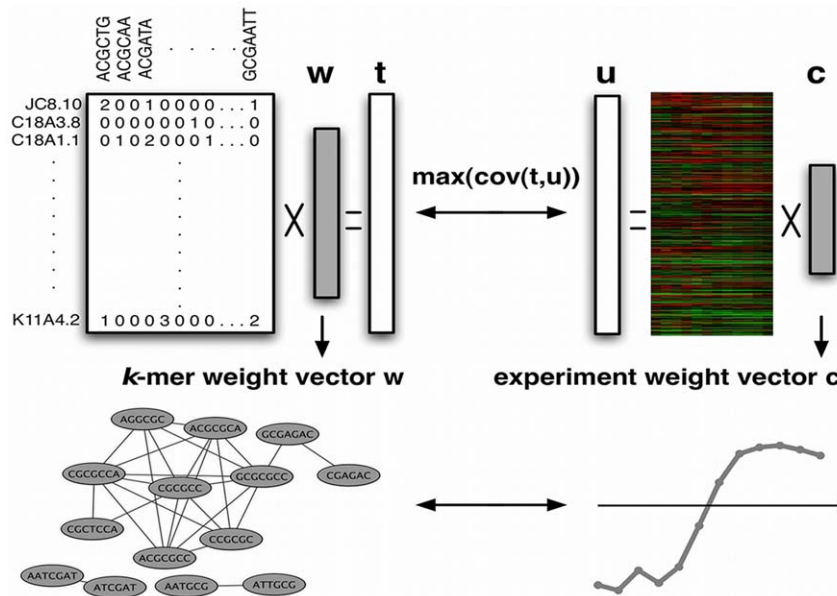 ACGCTG
ACGCAA
ACGATA
. . . .
GCGAATT
w t u c
JC8.10 2 0 0 1 0 0 0 0 ... 1
C18A3.8 0 0 0 0 0 0 1 0 ... 0
C18A1.1 0 1 0 2 0 0 0 1 ... 0
K11A4.2 1 0 0 0 3 0 0 0 ... 2
X = max(cov(t,u)) = X
k-mer weight vector w
experiment weight vector c
AGGCGC
ACGCGCA
GCGAGAC
CGCGCCA
GCGCGCC
CGAGAC
CGCGCC
CGCTCCA
CCGCGC
ACGCGCC
AATCGAT
ATCGAT
AATGCG
ATTGCG